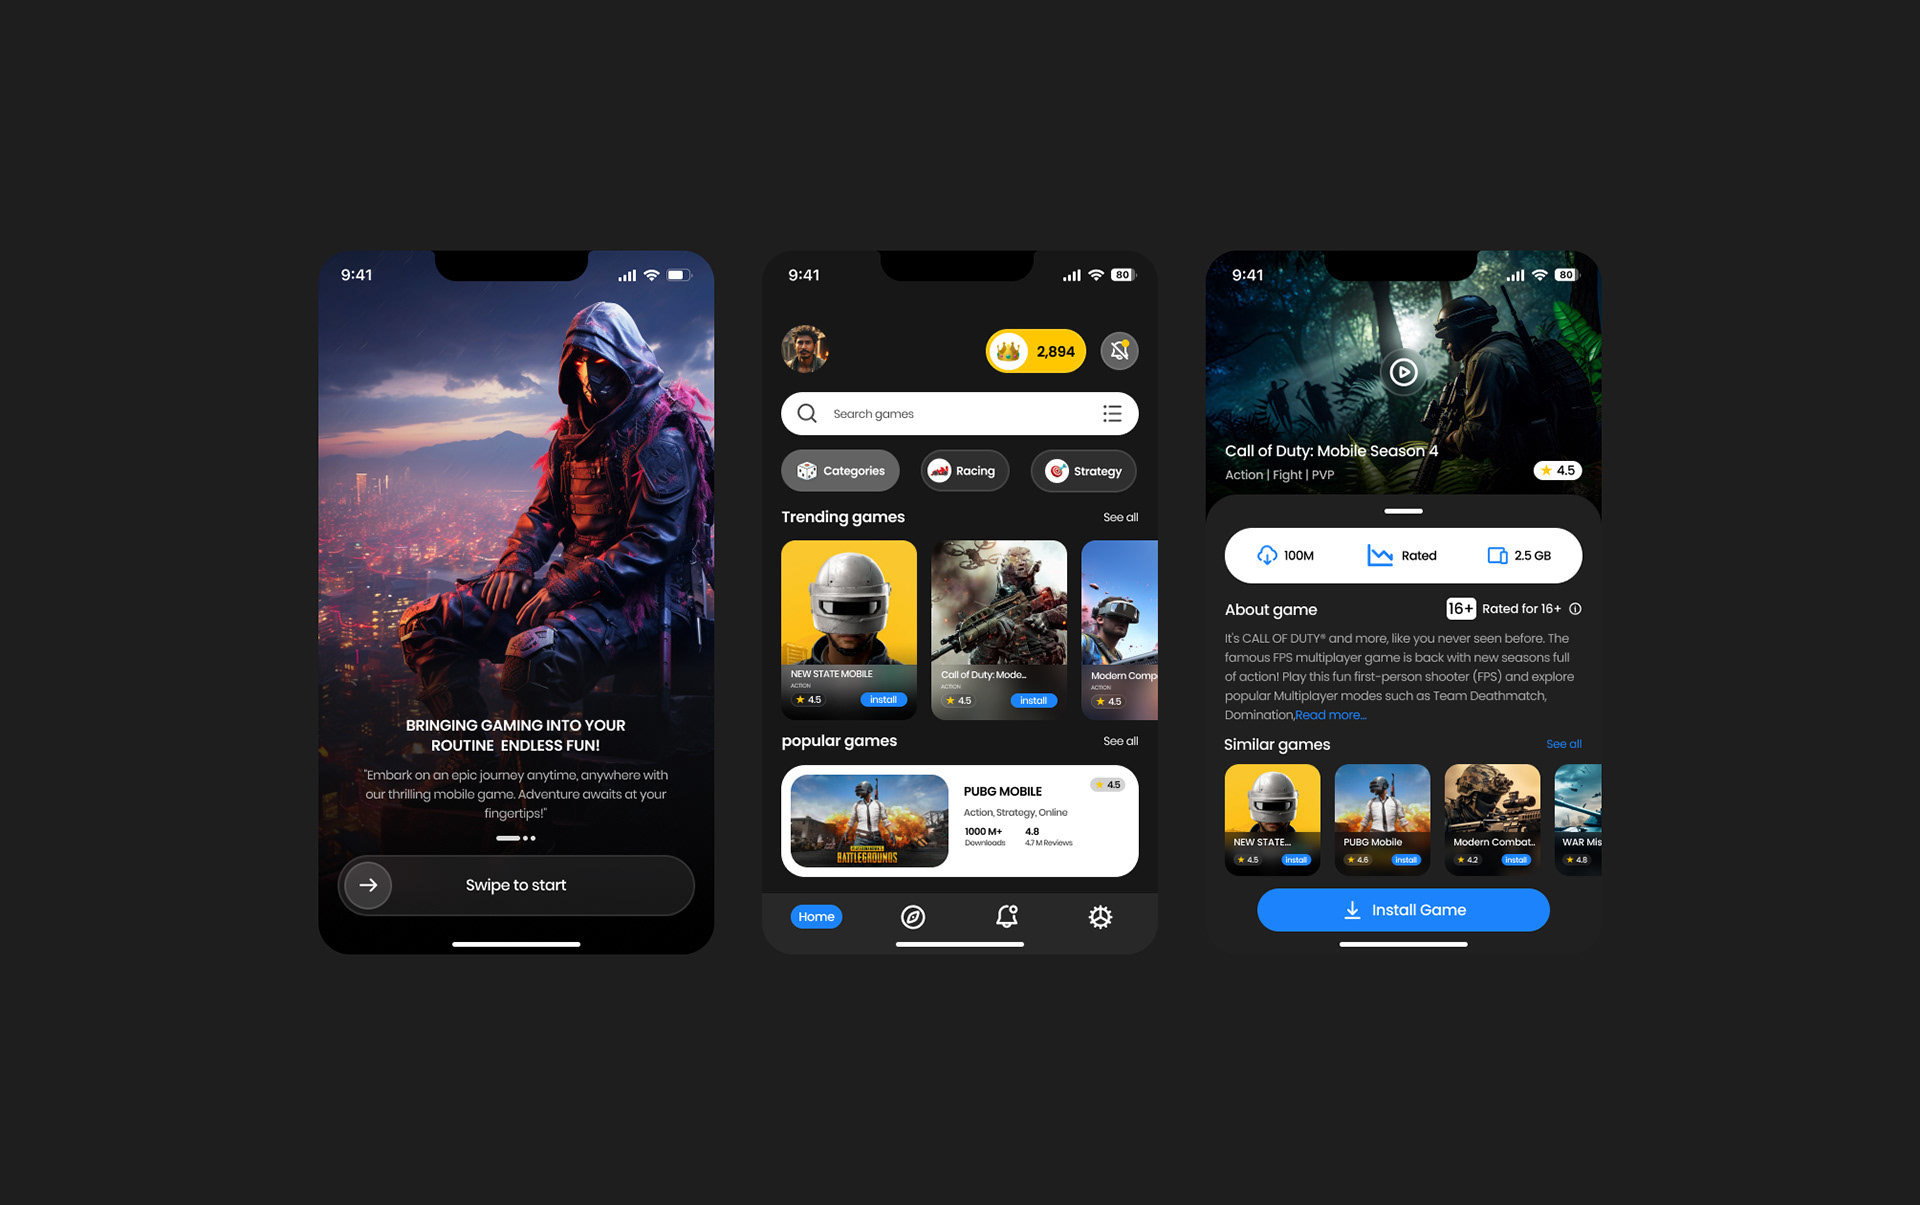 9:41
BRINGING GAMING INTO YOUR
ROUTINE ENDLESS FUN!
"Embark on an epic journey anytime, anywhere with
our thrilling mobile game. Adventure awaits at your
fingertips!"
Swipe to start
9:41 80
2,894
Search games
Categories Racing Strategy
Trending games See all
NEW STATE MOBILE
ACTION
4.5 install
Call of Duty: Mode...
ACTION
4.5 install
Modern Comp
ACTION
4.5
popular games See all
BATTLEGROUNDS
PUBG MOBILE 4.5
Action, Strategy, Online
1000 M+ 4.8
Downloads 4.7 M Reviews
Home
9:41 80
Call of Duty: Mobile Season 4
Action | Fight | PVP 4.5
100M Rated 2.5 GB
About game 16+ Rated for 16+
It's CALL OF DUTY® and more, like you never seen before. The
famous FPS multiplayer game is back with new seasons full
of action! Play this fun first-person shooter (FPS) and explore
popular Multiplayer modes such as Team Deathmatch,
Domination,Read more...
Similar games See all
NEW STATE...
4.5 install
PUBG Mobile
4.6 install
Modern Combat..
4.2 install
WAR Mis
4.8
Install Game